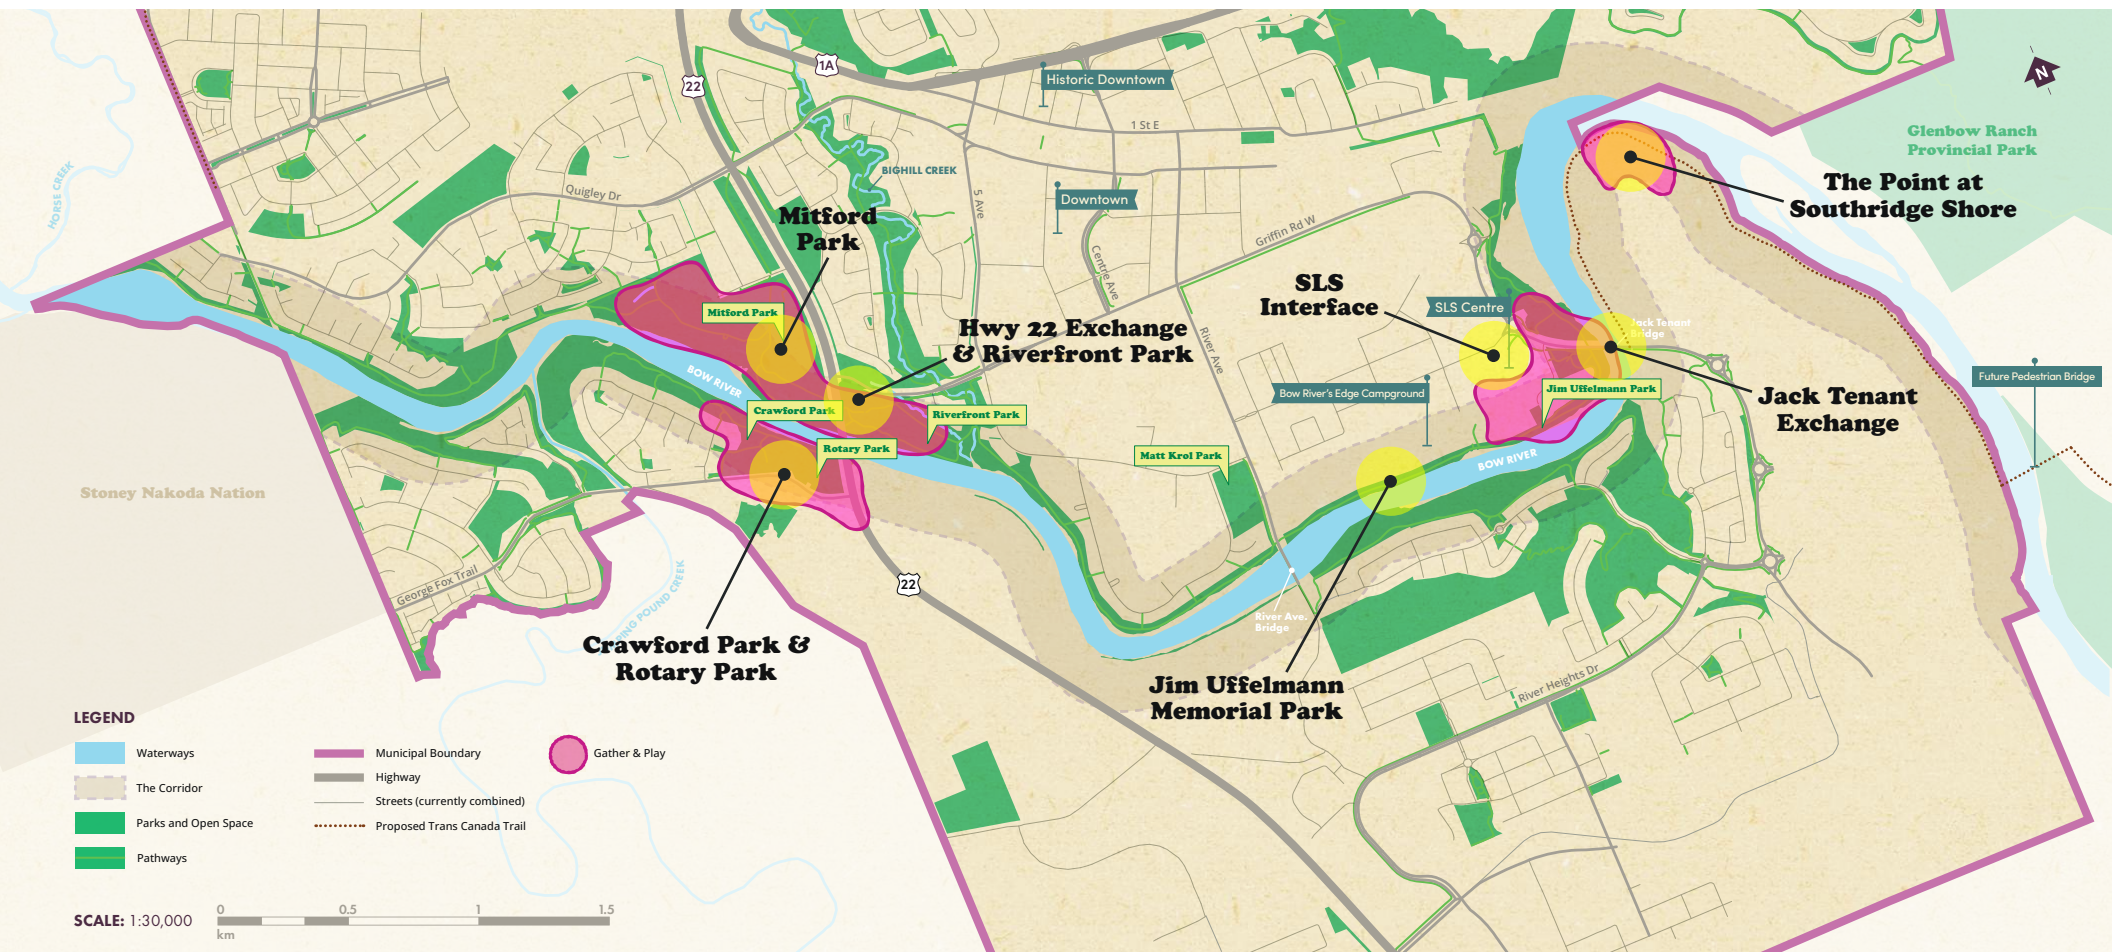 1A
22
Historic Downtown
N
Glenbow Ranch
Provincial Park
1 St E
HORSE CREEK
BIGHILL CREEK
Quigley Dr
5 Ave
Downtown
The Point at
Southridge Shore
Mitford
Park
Griffin Rd W
Centre Ave
SLS
Interface
SLS Centre
Mitford Park
Hwy 22 Exchange
& Riverfront Park
River Ave
Jack Tenant
Bridge
Future Pedestrian Bridge
BOW RIVER
Bow River's Edge Campground
Jim Uffelmann Park
Jack Tenant
Exchange
Crawford Park
Riverfront Park
Rotary Park
Matt Krol Park
BOW RIVER
Stoney Nakoda Nation
George Fox Trail
22
RING POUND CREEK
River Ave.
Bridge
Crawford Park &
Rotary Park
Jim Uffelmann
Memorial Park
River Heights Dr
LEGEND
Waterways
The Corridor
Parks and Open Space
Pathways
Municipal Boundary
Highway
Streets (currently combined)
Proposed Trans Canada Trail
Gather & Play
SCALE: 1:30,000
0 0.5 1 1.5
km